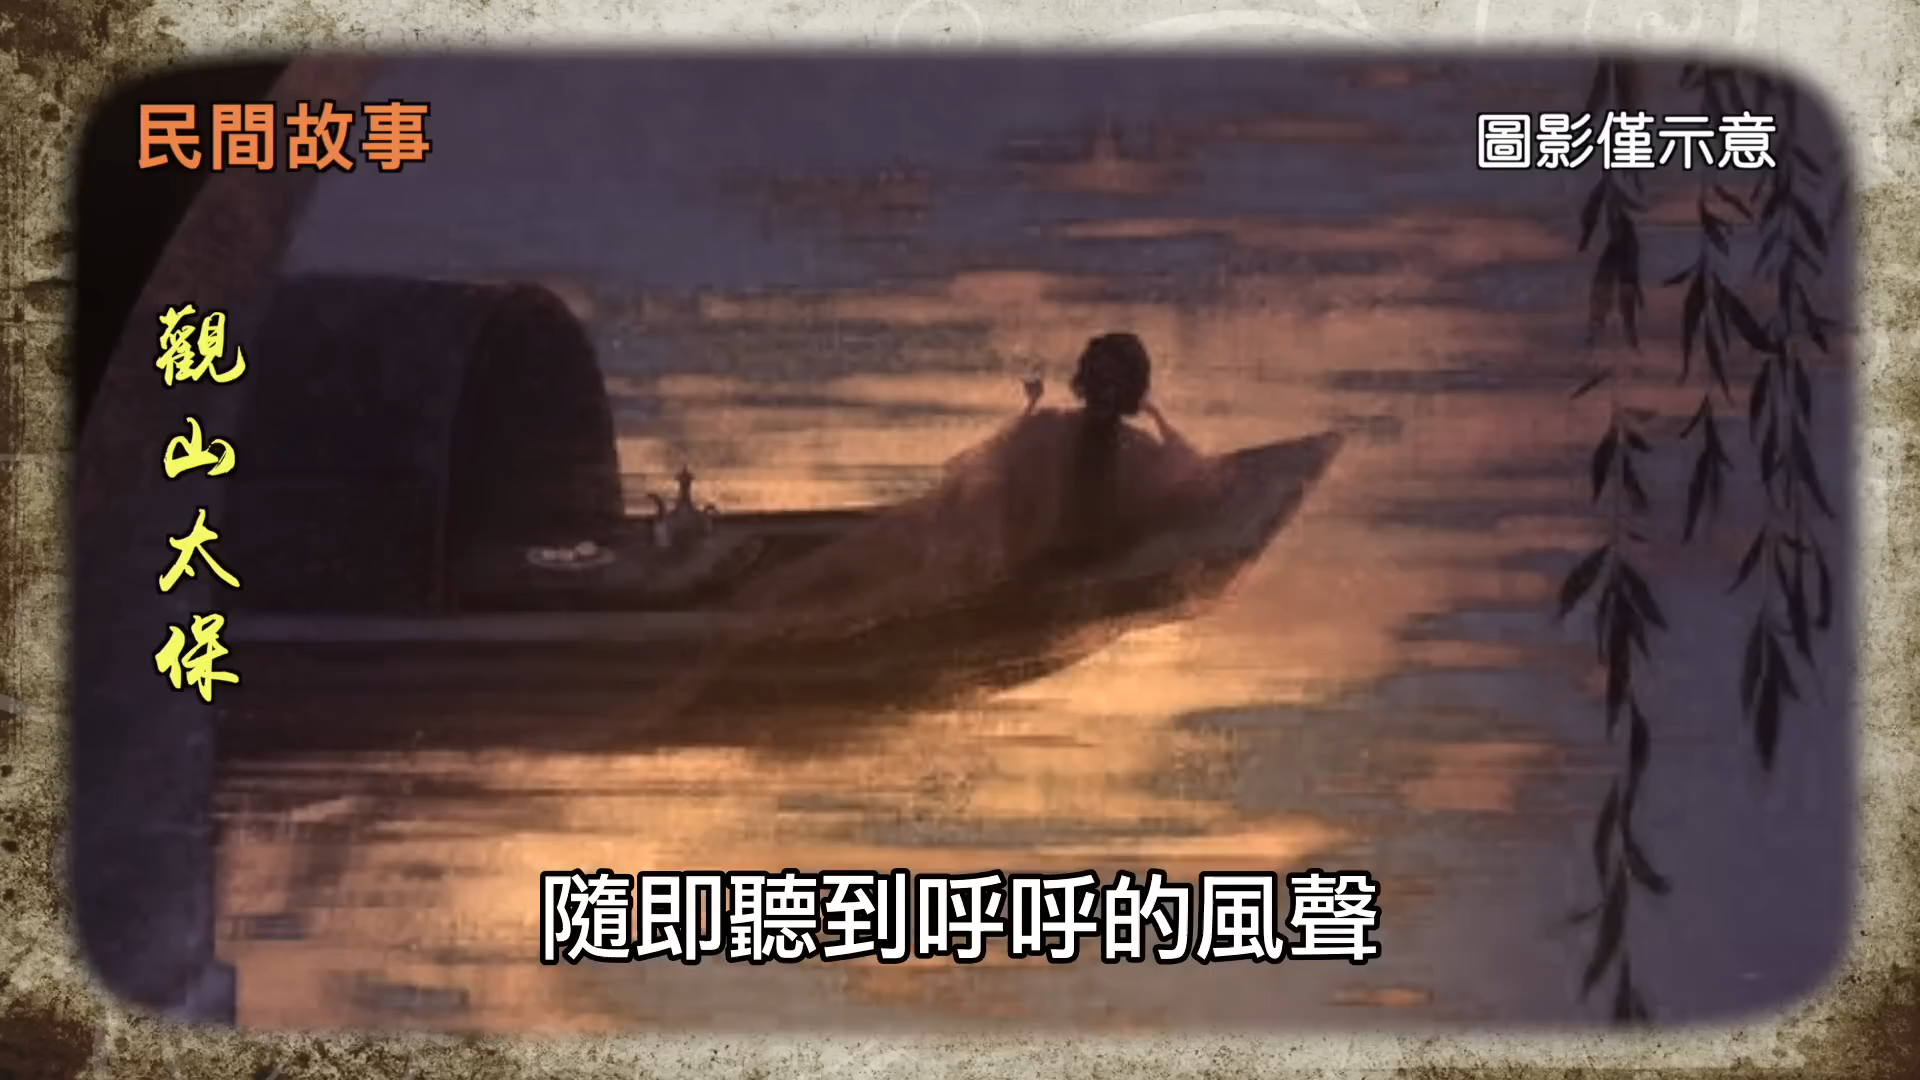 民間故事
圖影僅示意
觀山太保
隨即聽到呼呼的風聲